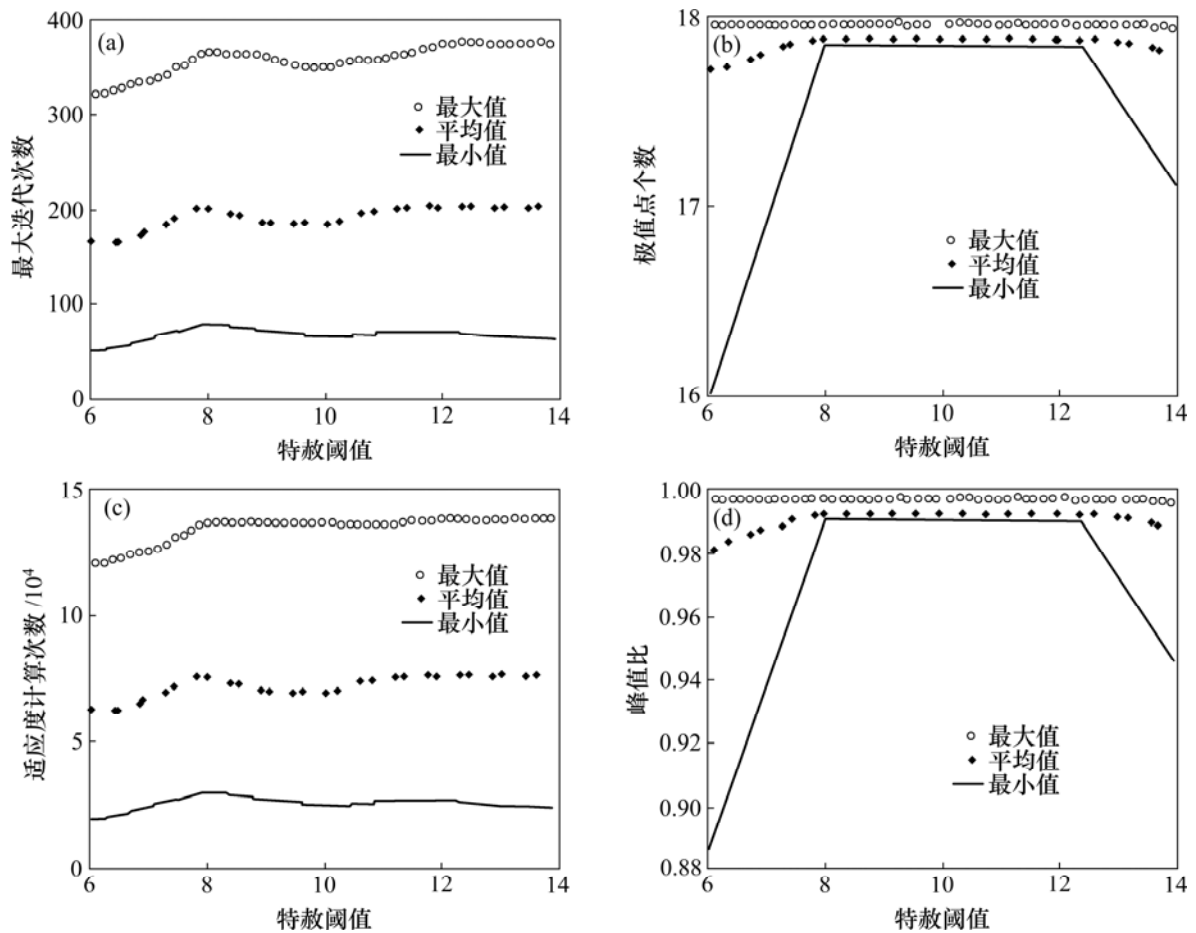 (a)
400
300
200
100
0
6 8 10 12 14
最大迭代次数
特赦阈值
最大值
平均值
最小值
(b)
18
17
16
6 8 10 12 14
极值点个数
特赦阈值
最大值
平均值
最小值
(c)
15
10
5
0
6 8 10 12 14
适应度计算次数/10⁴
特赦阈值
最大值
平均值
最小值
(d)
1.00
0.98
0.96
0.94
0.92
0.90
0.88
6 8 10 12 14
峰值比
特赦阈值
最大值
平均值
最小值